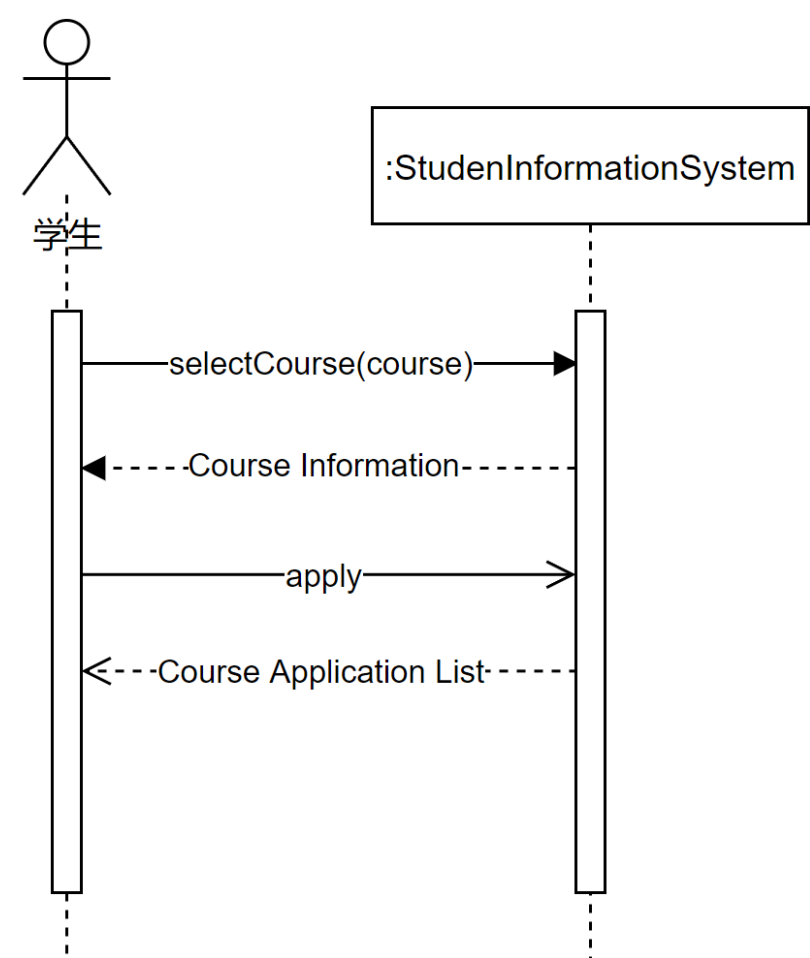 学生
:StudenInformationSystem
selectCourse(course)
Course Information
apply
Course Application List